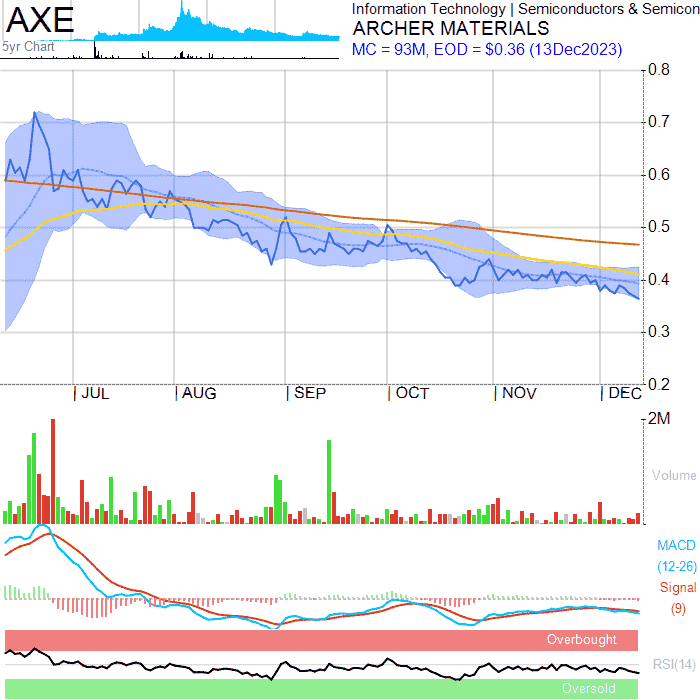 AXE
5yr Chart
Information Technology | Semiconductors & Semicon
ARCHER MATERIALS
MC = 93M, EOD = $0.36 (13Dec2023)
0.8
0.7
0.6
0.5
0.4
0.3
0.2
JUL
AUG
SEP
OCT
NOV
DEC
2M
Volume
MACD
(12-26)
Signal
(9)
Overbought
RSI(14)
Oversold